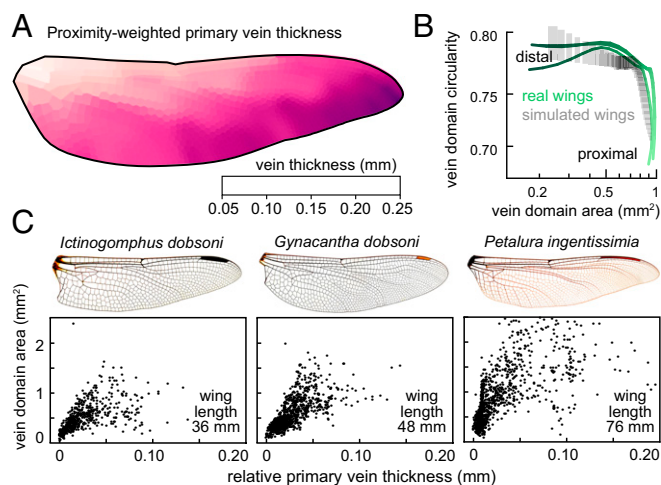 A
Proximity-weighted primary vein thickness
vein thickness (mm)
0.05 0.10 0.15 0.20 0.25
B
vein domain circularity
0.80
0.75
0.70
distal
real wings
simulated wings
proximal
0.2 0.5 1
vein domain area (mm²)
C
Ictinogomphus dobsoni
Gynacantha dobsoni
Petalura ingentissimia
vein domain area (mm²)
2
1
0
wing
length
36 mm
wing
length
48 mm
wing
length
76 mm
0 0.10 0.20
0 0.10 0.20
0 0.10 0.20
relative primary vein thickness (mm)